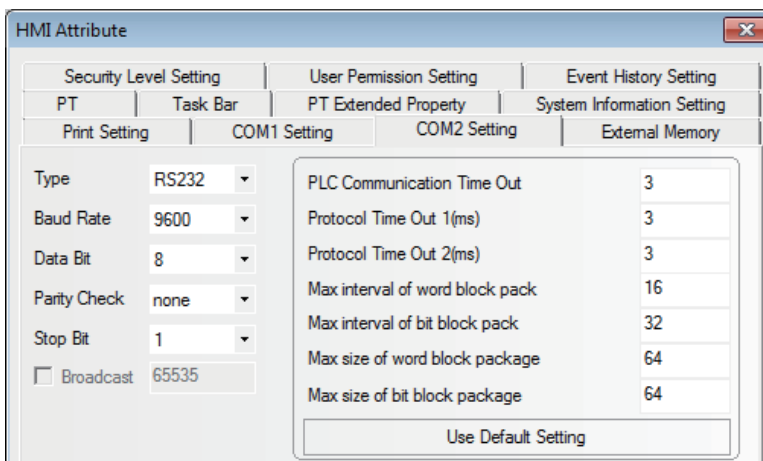 HMI Attribute
Security Level Setting User Permission Setting Event History Setting
PT Task Bar PT Extended Property System Information Setting
Print Setting COM1 Setting COM2 Setting External Memory
Type RS232
Baud Rate 9600
Data Bit 8
Parity Check none
Stop Bit 1
Broadcast 65535
PLC Communication Time Out 3
Protocol Time Out 1(ms) 3
Protocol Time Out 2(ms) 3
Max interval of word block pack 16
Max interval of bit block pack 32
Max size of word block package 64
Max size of bit block package 64
Use Default Setting